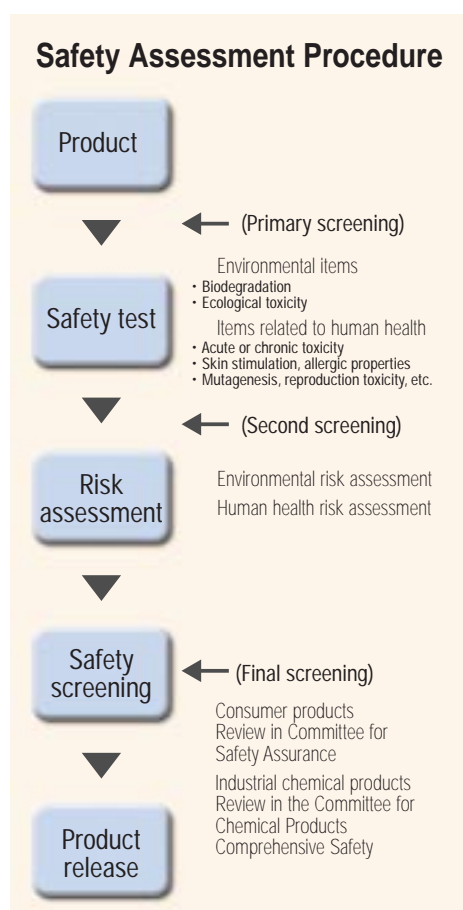 Safety Assessment Procedure
Product
(Primary screening)
Safety test
Environmental items
• Biodegradation
• Ecological toxicity
Items related to human health
• Acute or chronic toxicity
• Skin stimulation, allergic properties
• Mutagenesis, reproduction toxicity, etc.
(Second screening)
Risk
assessment
Environmental risk assessment
Human health risk assessment
Safety
screening
(Final screening)
Consumer products
Review in Committee for
Safety Assurance
Industrial chemical products
Review in the Committee for
Chemical Products
Comprehensive Safety
Product
release